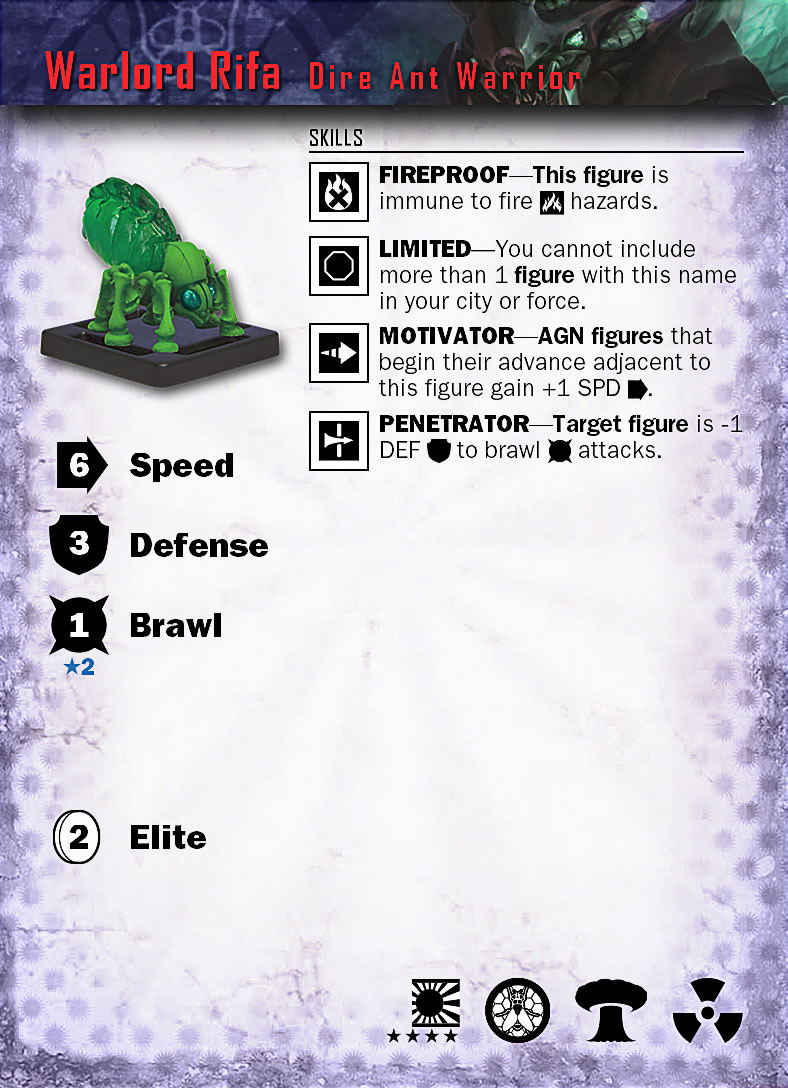 Warlord Rifa Dire Ant Warrior
SKILLS
FIREPROOF—This figure is
immune to fire hazards.
LIMITED—You cannot include
more than 1 figure with this name
in your city or force.
MOTIVATOR—AGN figures that
begin their advance adjacent to
this figure gain +1 SPD .
PENETRATOR—Target figure is -1
DEF to brawl attacks.
6 Speed
3 Defense
1 Brawl
★2
2 Elite
★★★★